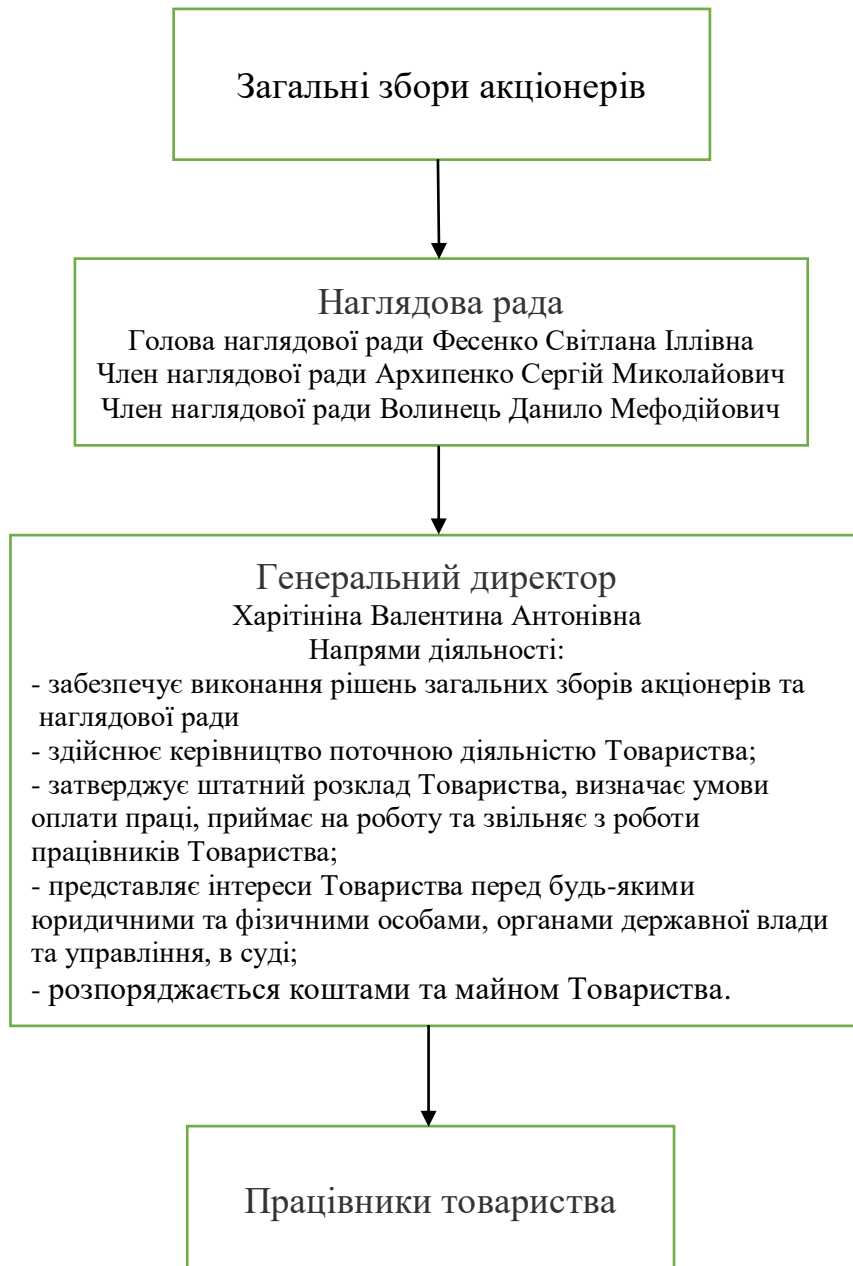 Загальні збори акціонерів
Наглядова рада
Голова наглядової ради Фесенко Світлана Іллівна
Член наглядової ради Архипенко Сергій Миколайович
Член наглядової ради Волинець Данило Мефодійович
Генеральний директор
Харітініна Валентина Антонівна
Напрями діяльності:
- забезпечує виконання рішень загальних зборів акціонерів та
наглядової ради
- здійснює керівництво поточною діяльністю Товариства;
- затверджує штатний розклад Товариства, визначає умови
оплати праці, приймає на роботу та звільняє з роботи
працівників Товариства;
- представляє інтереси Товариства перед будь-якими
юридичними та фізичними особами, органами державної влади
та управління, в суді;
- розпоряджається коштами та майном Товариства.
Працівники товариства